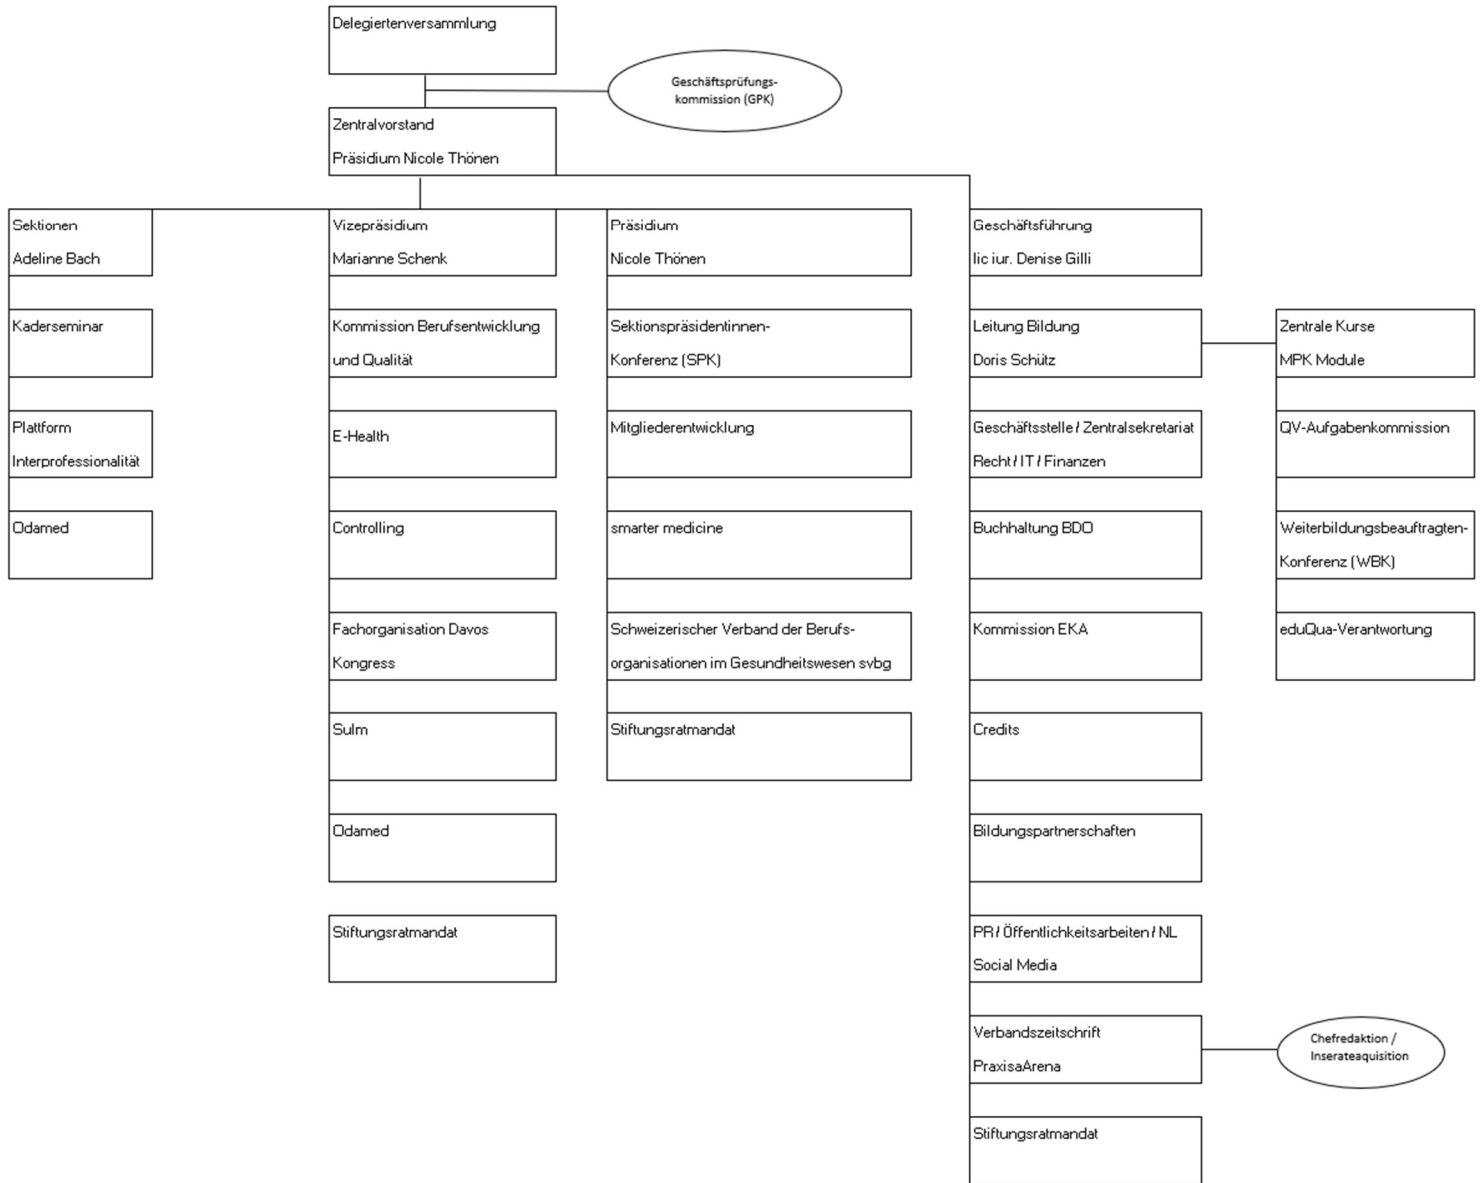 Delegiertenversammlung
Geschäftsprüfungs-
kommission (GPK)
Zentralvorstand
Präsidium Nicole Thönen
Sektionen
Adeline Bach
Vizepräsidium
Marianne Schenk
Präsidium
Nicole Thönen
Geschäftsführung
lic iur. Denise Gilli
Kaderseminar
Kommission Berufsentwicklung
und Qualität
Sektionspräsidentinnen-
Konferenz (SPK)
Leitung Bildung
Doris Schütz
Zentrale Kurse
MPK Module
Plattform
Interprofessionalität
E-Health
Mitgliederentwicklung
Geschäftsstelle / Zentralsekretariat
Recht / IT / Finanzen
QV-Aufgabenkommission
Odamed
Controlling
smarter medicine
Buchhaltung BDO
Weiterbildungsbeauftragten-
Konferenz (WBK)
Fachorganisation Davos
Kongress
Schweizerischer Verband der Berufs-
organisationen im Gesundheitswesen svbg
Kommission EKA
eduQua-Verantwortung
Sulm
Stiftungsratmandat
Credits
Odamed
Bildungspartnerschaften
Stiftungsratmandat
PR / Öffentlichkeitsarbeiten / NL
Social Media
Verbandszeitschrift
PraxisaArena
Chefredaktion /
Inserateaquisition
Stiftungsratmandat